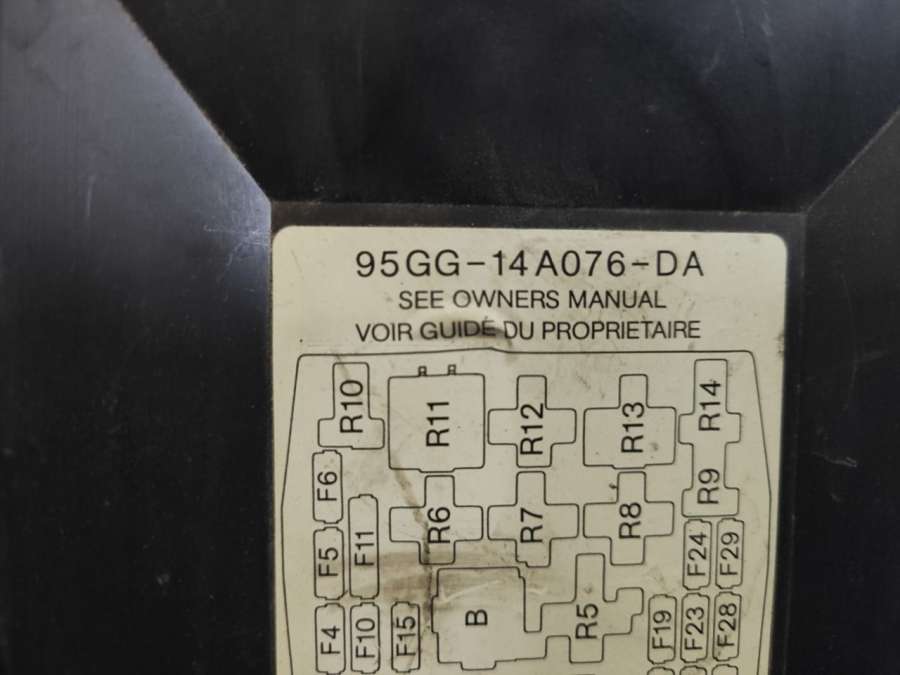 95GG-14A076-DA
SEE OWNERS MANUAL
VOIR GUIDE DU PROPRIETAIRE
R10 R11 R12 R13 R14
F6 R6 R7 R8 R9
F5 F11 F24 F29
F4 F10 F15 B R5 F19 F23 F28